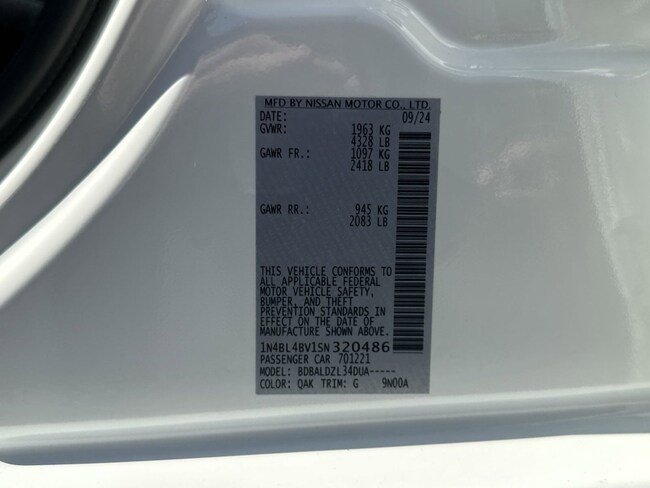 MFD BY NISSAN MOTOR CO., LTD.
DATE: 09/24
GVWR: 1963 KG
4328 LB
GAWR FR.: 1097 KG
2418 LB
GAWR RR.: 945 KG
2083 LB
THIS VEHICLE CONFORMS TO
ALL APPLICABLE FEDERAL
MOTOR VEHICLE SAFETY,
BUMPER, AND THEFT
PREVENTION STANDARDS IN
EFFECT ON THE DATE OF
MANUFACTURE SHOWN ABOVE.
1N4BL4BV1SN320486
PASSENGER CAR 701221
MODEL: BDBALDZL34DUA-----
COLOR: QAK TRIM: G 9N00A